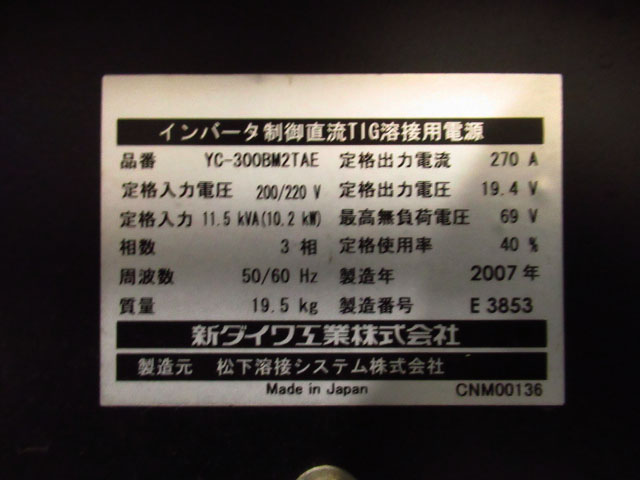 インバータ制御直流TIG溶接用電源
品番 YC-300BM2TAE 定格出力電流 270 A
定格入力電圧 200/220 V 定格出力電圧 19.4 V
定格入力 11.5 kVA(10.2 kW) 最高無負荷電圧 69 V
相数 3 相 定格使用率 40 %
周波数 50/60 Hz 製造年 2007 年
質量 19.5 kg 製造番号 E 3853
新ダイワ工業株式会社
製造元 松下溶接システム株式会社
Made in Japan CNM00136